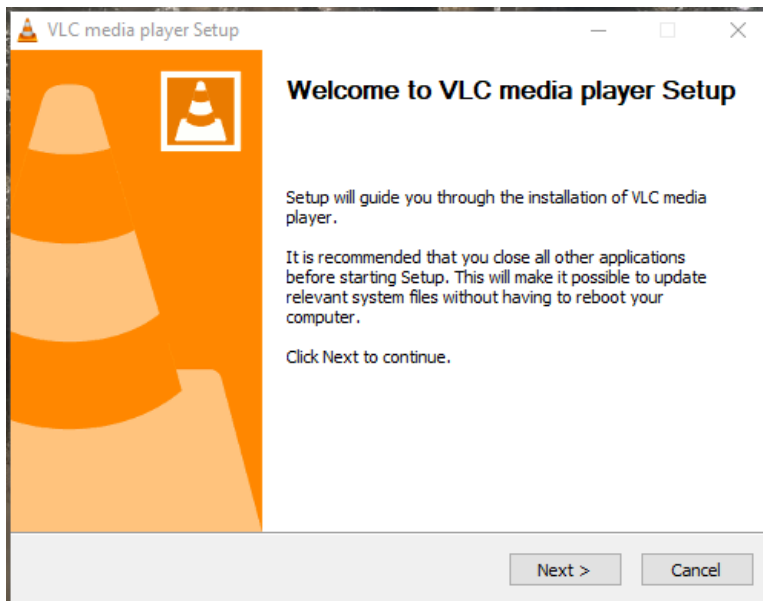 VLC media player Setup
Welcome to VLC media player Setup
Setup will guide you through the installation of VLC media
player.
It is recommended that you close all other applications
before starting Setup. This will make it possible to update
relevant system files without having to reboot your
computer.
Click Next to continue.
Next >
Cancel